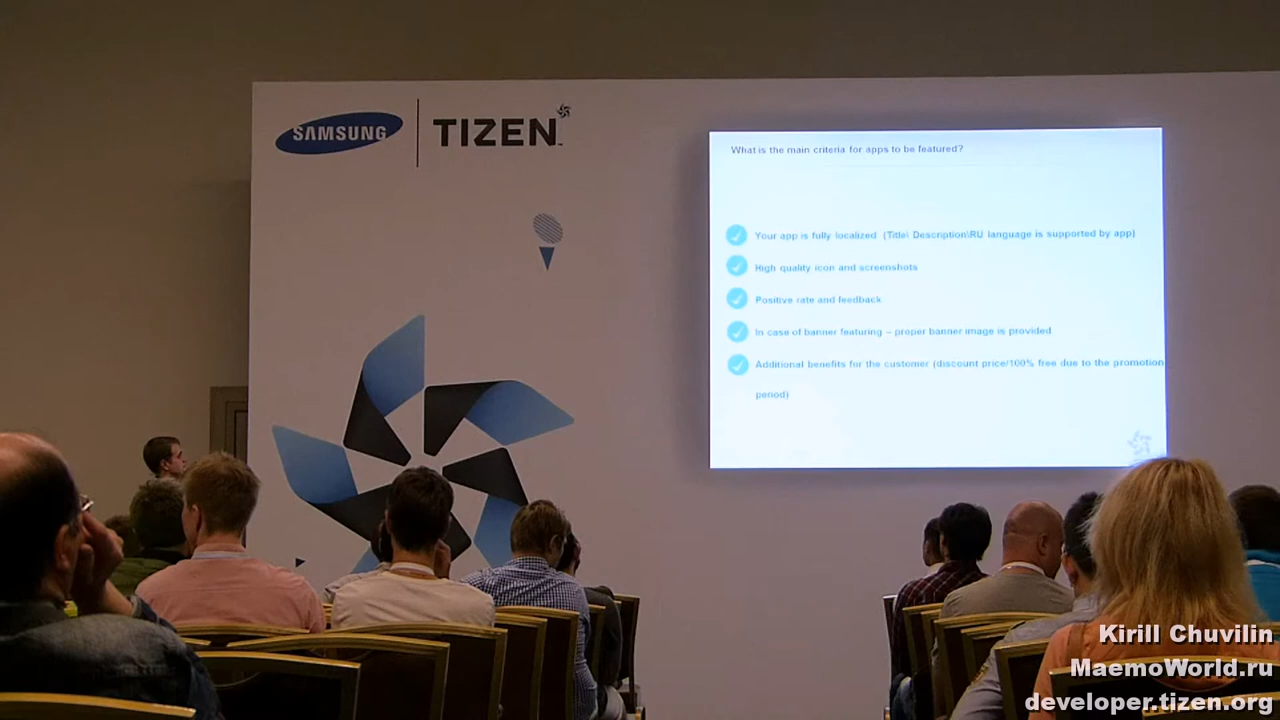 SAMSUNG
TIZEN™
What is the main criteria for apps to be featured?
Your app is fully localized (Title\ Description\RU language is supported by app)
High quality icon and screenshots
Positive rate and feedback
In case of banner featuring – proper banner image is provided
Additional benefits for the customer (discount price/100% free due to the promotion
period)
Kirill Chuvilin
MaemoWorld.ru
developer.tizen.org